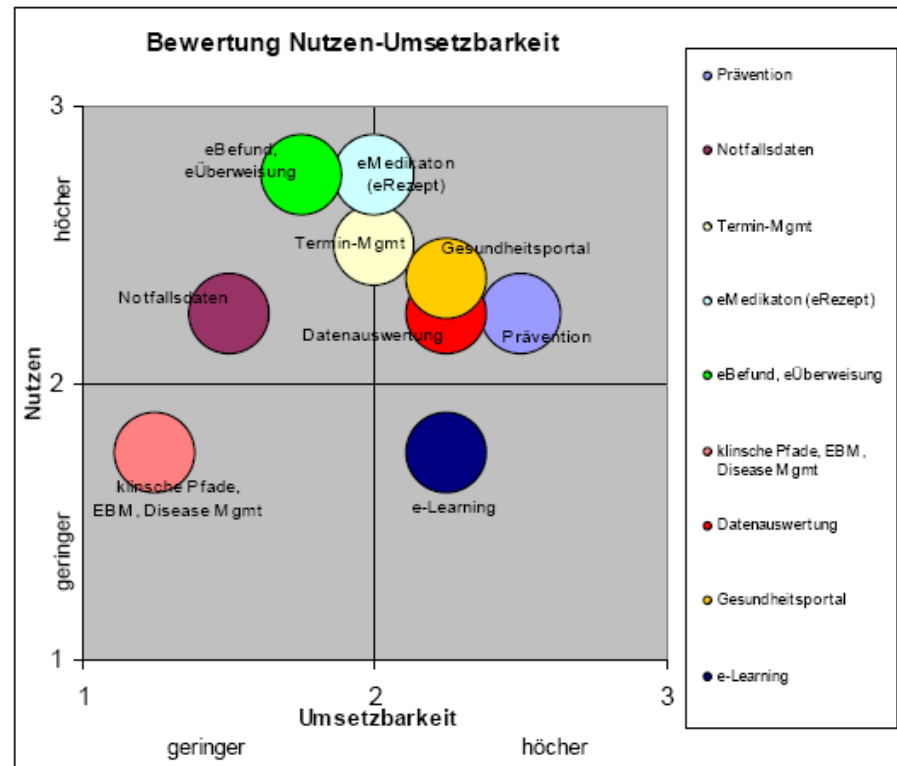 Bewertung Nutzen-Umsetzbarkeit
3
2
1
höcher
Nutzen
geringer
eBefund,
eÜberweisung
eMedikaton
(eRezept)
Termin-Mgmt
Gesundheitsportal
Notfallsdaten
Datenauswertung
Prävention
klinsche Pfade,
EBM, Disease Mgmt
e-Learning
1
2
3
Umsetzbarkeit
geringer
höcher
Prävention
Notfallsdaten
Termin-Mgmt
eMedikaton (eRezept)
eBefund, eÜberweisung
klinsche Pfade, EBM,
Disease Mgmt
Datenauswertung
Gesundheitsportal
e-Learning